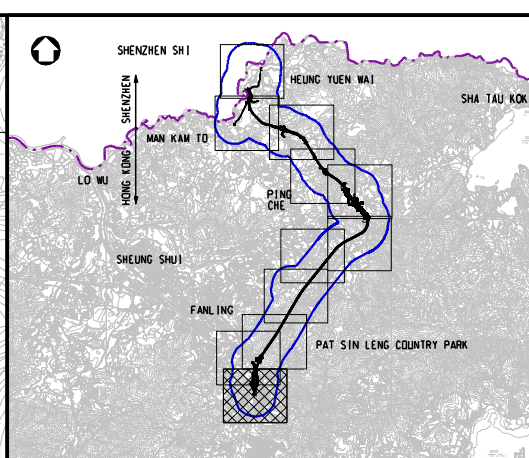 SHENZHEN SHI
HEUNG YUEN WAI
SHENZHEN
SHA TAU KOK
MAN KAM TO
LO WU
HONG KONG
PING
CHE
SHEUNG SHUI
FANLING
PAT SIN LENG COUNTRY PARK